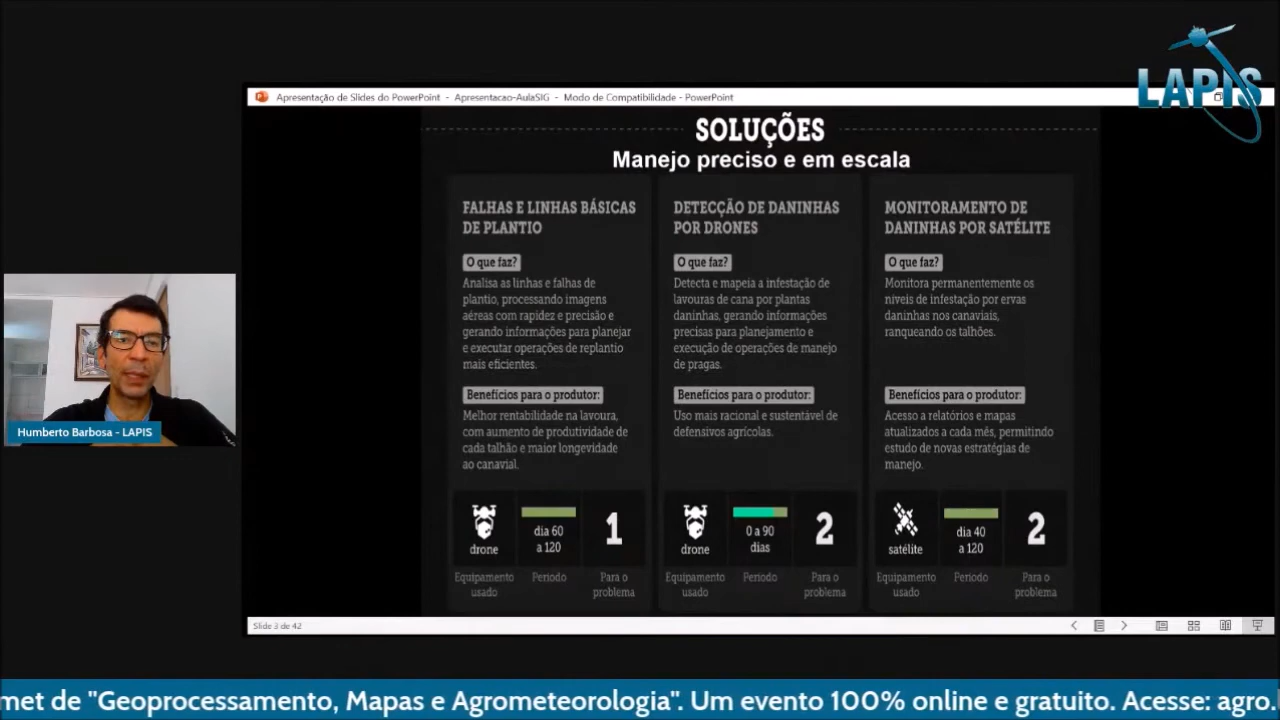 LAPIS
Apresentação de Slides do PowerPoint - Apresentacao-AulaSIG - Modo de Compatibilidade - PowerPoint
SOLUÇÕES
Manejo preciso e em escala
FALHAS E LINHAS BÁSICAS
DE PLANTIO
O que faz?
Analisa as linhas e falhas de
plantio, processando imagens
aéreas com rapidez e precisão e
gerando informações para planejar
e executar operações de replantio
mais eficientes.
Benefícios para o produtor:
Melhor rentabilidade na lavoura,
com aumento de produtividade de
cada talhão e maior longevidade
ao canavial.
drone
dia 60
a 120
1
Equipamento
usado
Período
Para o
problema
DETECÇÃO DE DANINHAS
POR DRONES
O que faz?
Detecta e mapeia a infestação de
lavouras de cana por plantas
daninhas, gerando informações
precisas para planejamento e
execução de operações de manejo
de pragas.
Benefícios para o produtor:
Uso mais racional e sustentável de
defensivos agrícolas.
drone
0 a 90
dias
2
Equipamento
usado
Período
Para o
problema
MONITORAMENTO DE
DANINHAS POR SATÉLITE
O que faz?
Monitora permanentemente os
níveis de infestação por ervas
daninhas nos canaviais,
ranqueando os talhões.
Benefícios para o produtor:
Acesso a relatórios e mapas
atualizados a cada mês, permitindo
estudo de novas estratégias de
manejo.
satélite
dia 40
a 120
2
Equipamento
usado
Período
Para o
problema
Humberto Barbosa - LAPIS
Slide 3 de 42
met de "Geoprocessamento, Mapas e Agrometeorologia". Um evento 100% online e gratuito. Acesse: agro.